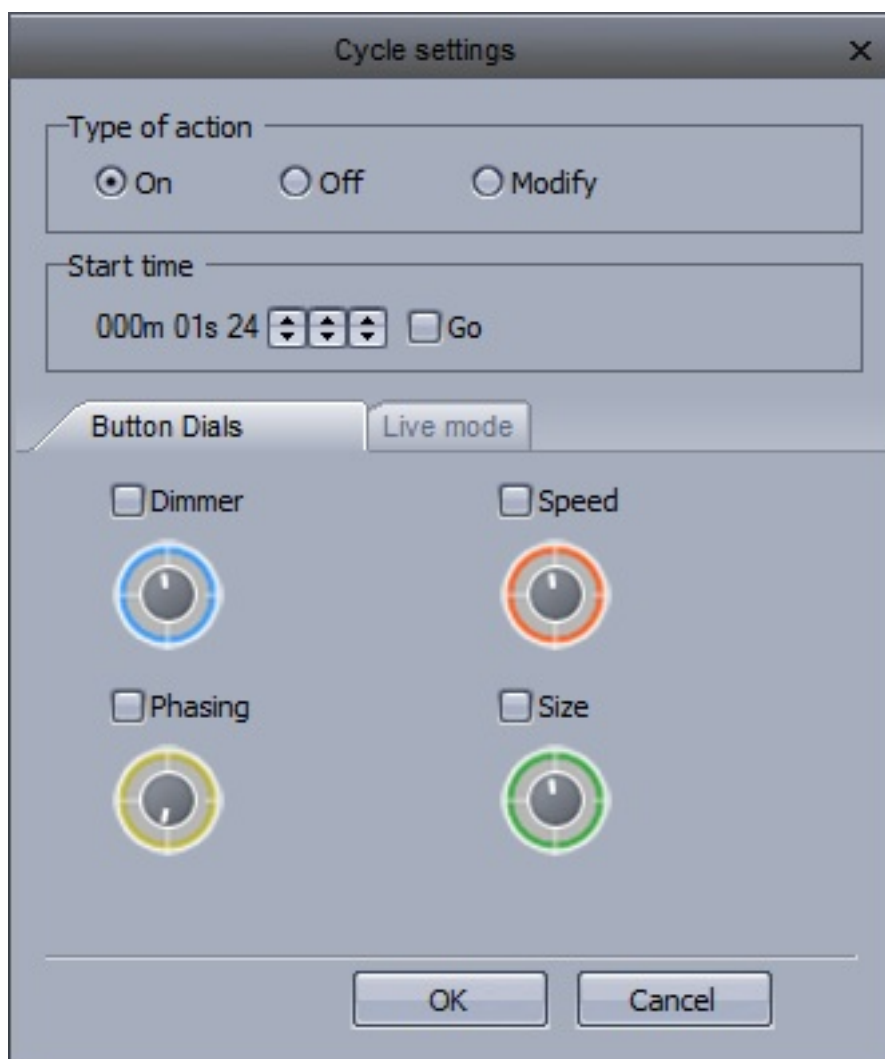 Cycle settings
Type of action
On Off Modify
Start time
000m 01s 24 Go
Button Dials Live mode
Dimmer Speed
Phasing Size
OK Cancel